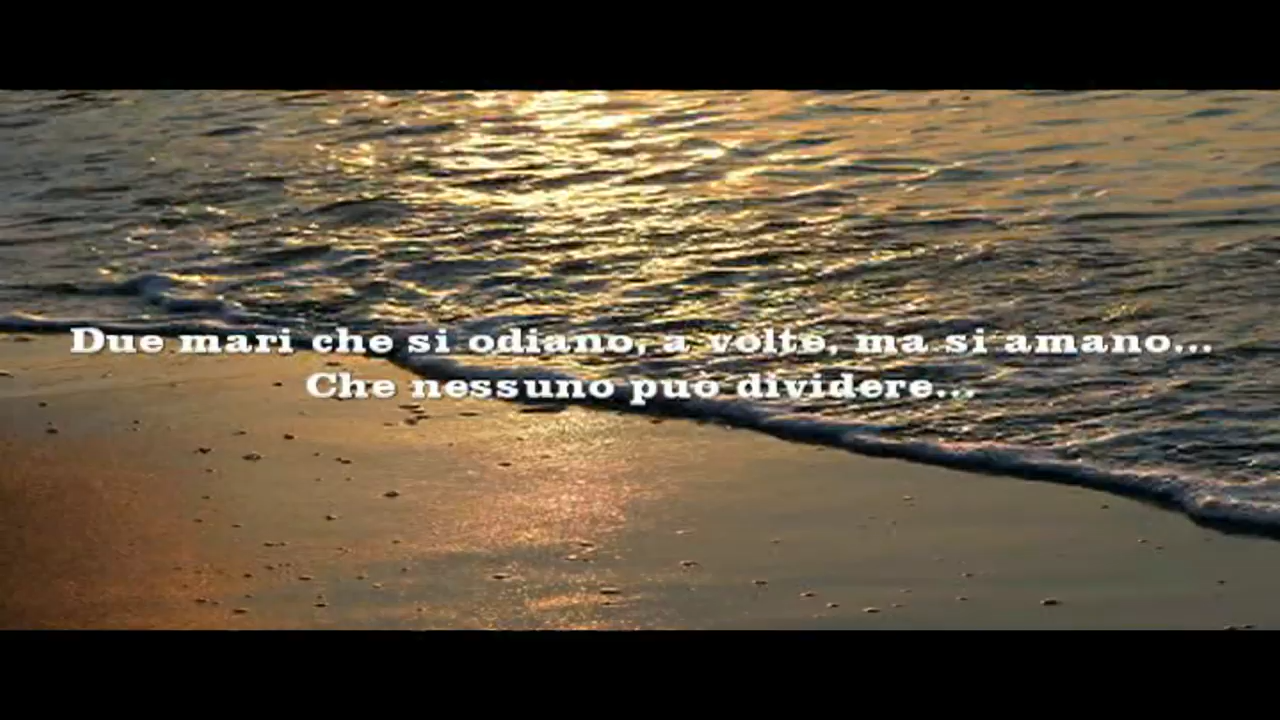 Due mari che si odiano, a volte, ma si amano...
Che nessuno può dividere...